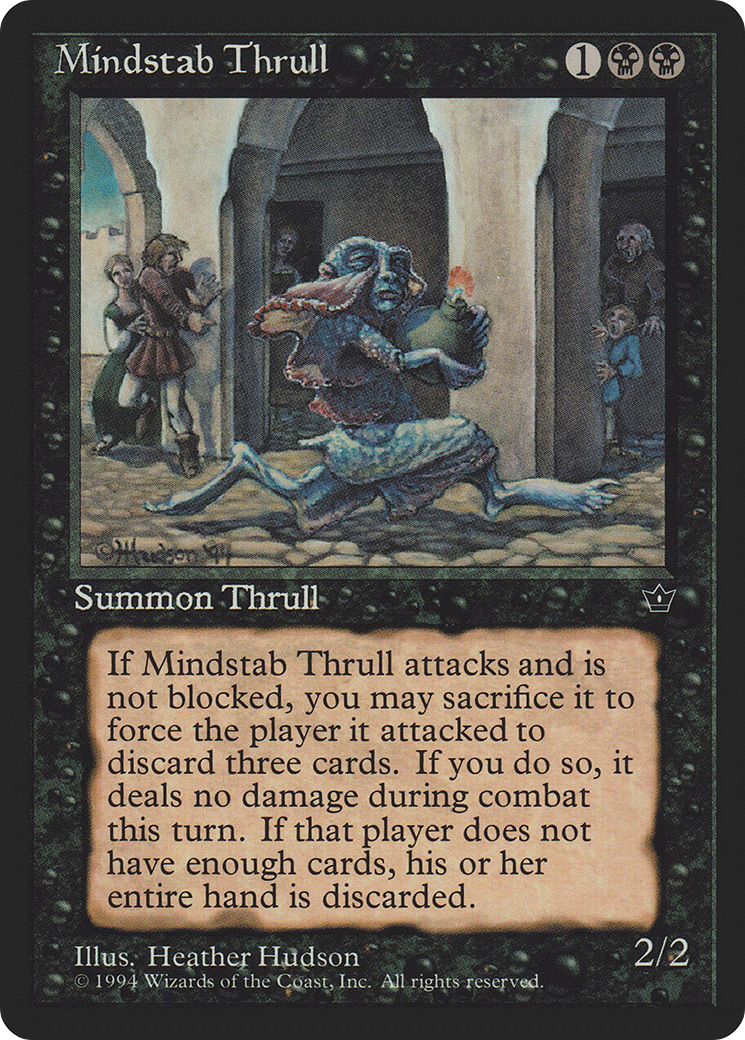 Mindstab Thrull 1
© Hudson '94
Summon Thrull
If Mindstab Thrull attacks and is
not blocked, you may sacrifice it to
force the player it attacked to
discard three cards. If you do so, it
deals no damage during combat
this turn. If that player does not
have enough cards, his or her
entire hand is discarded.
Illus. Heather Hudson 2/2
© 1994 Wizards of the Coast, Inc. All rights reserved.